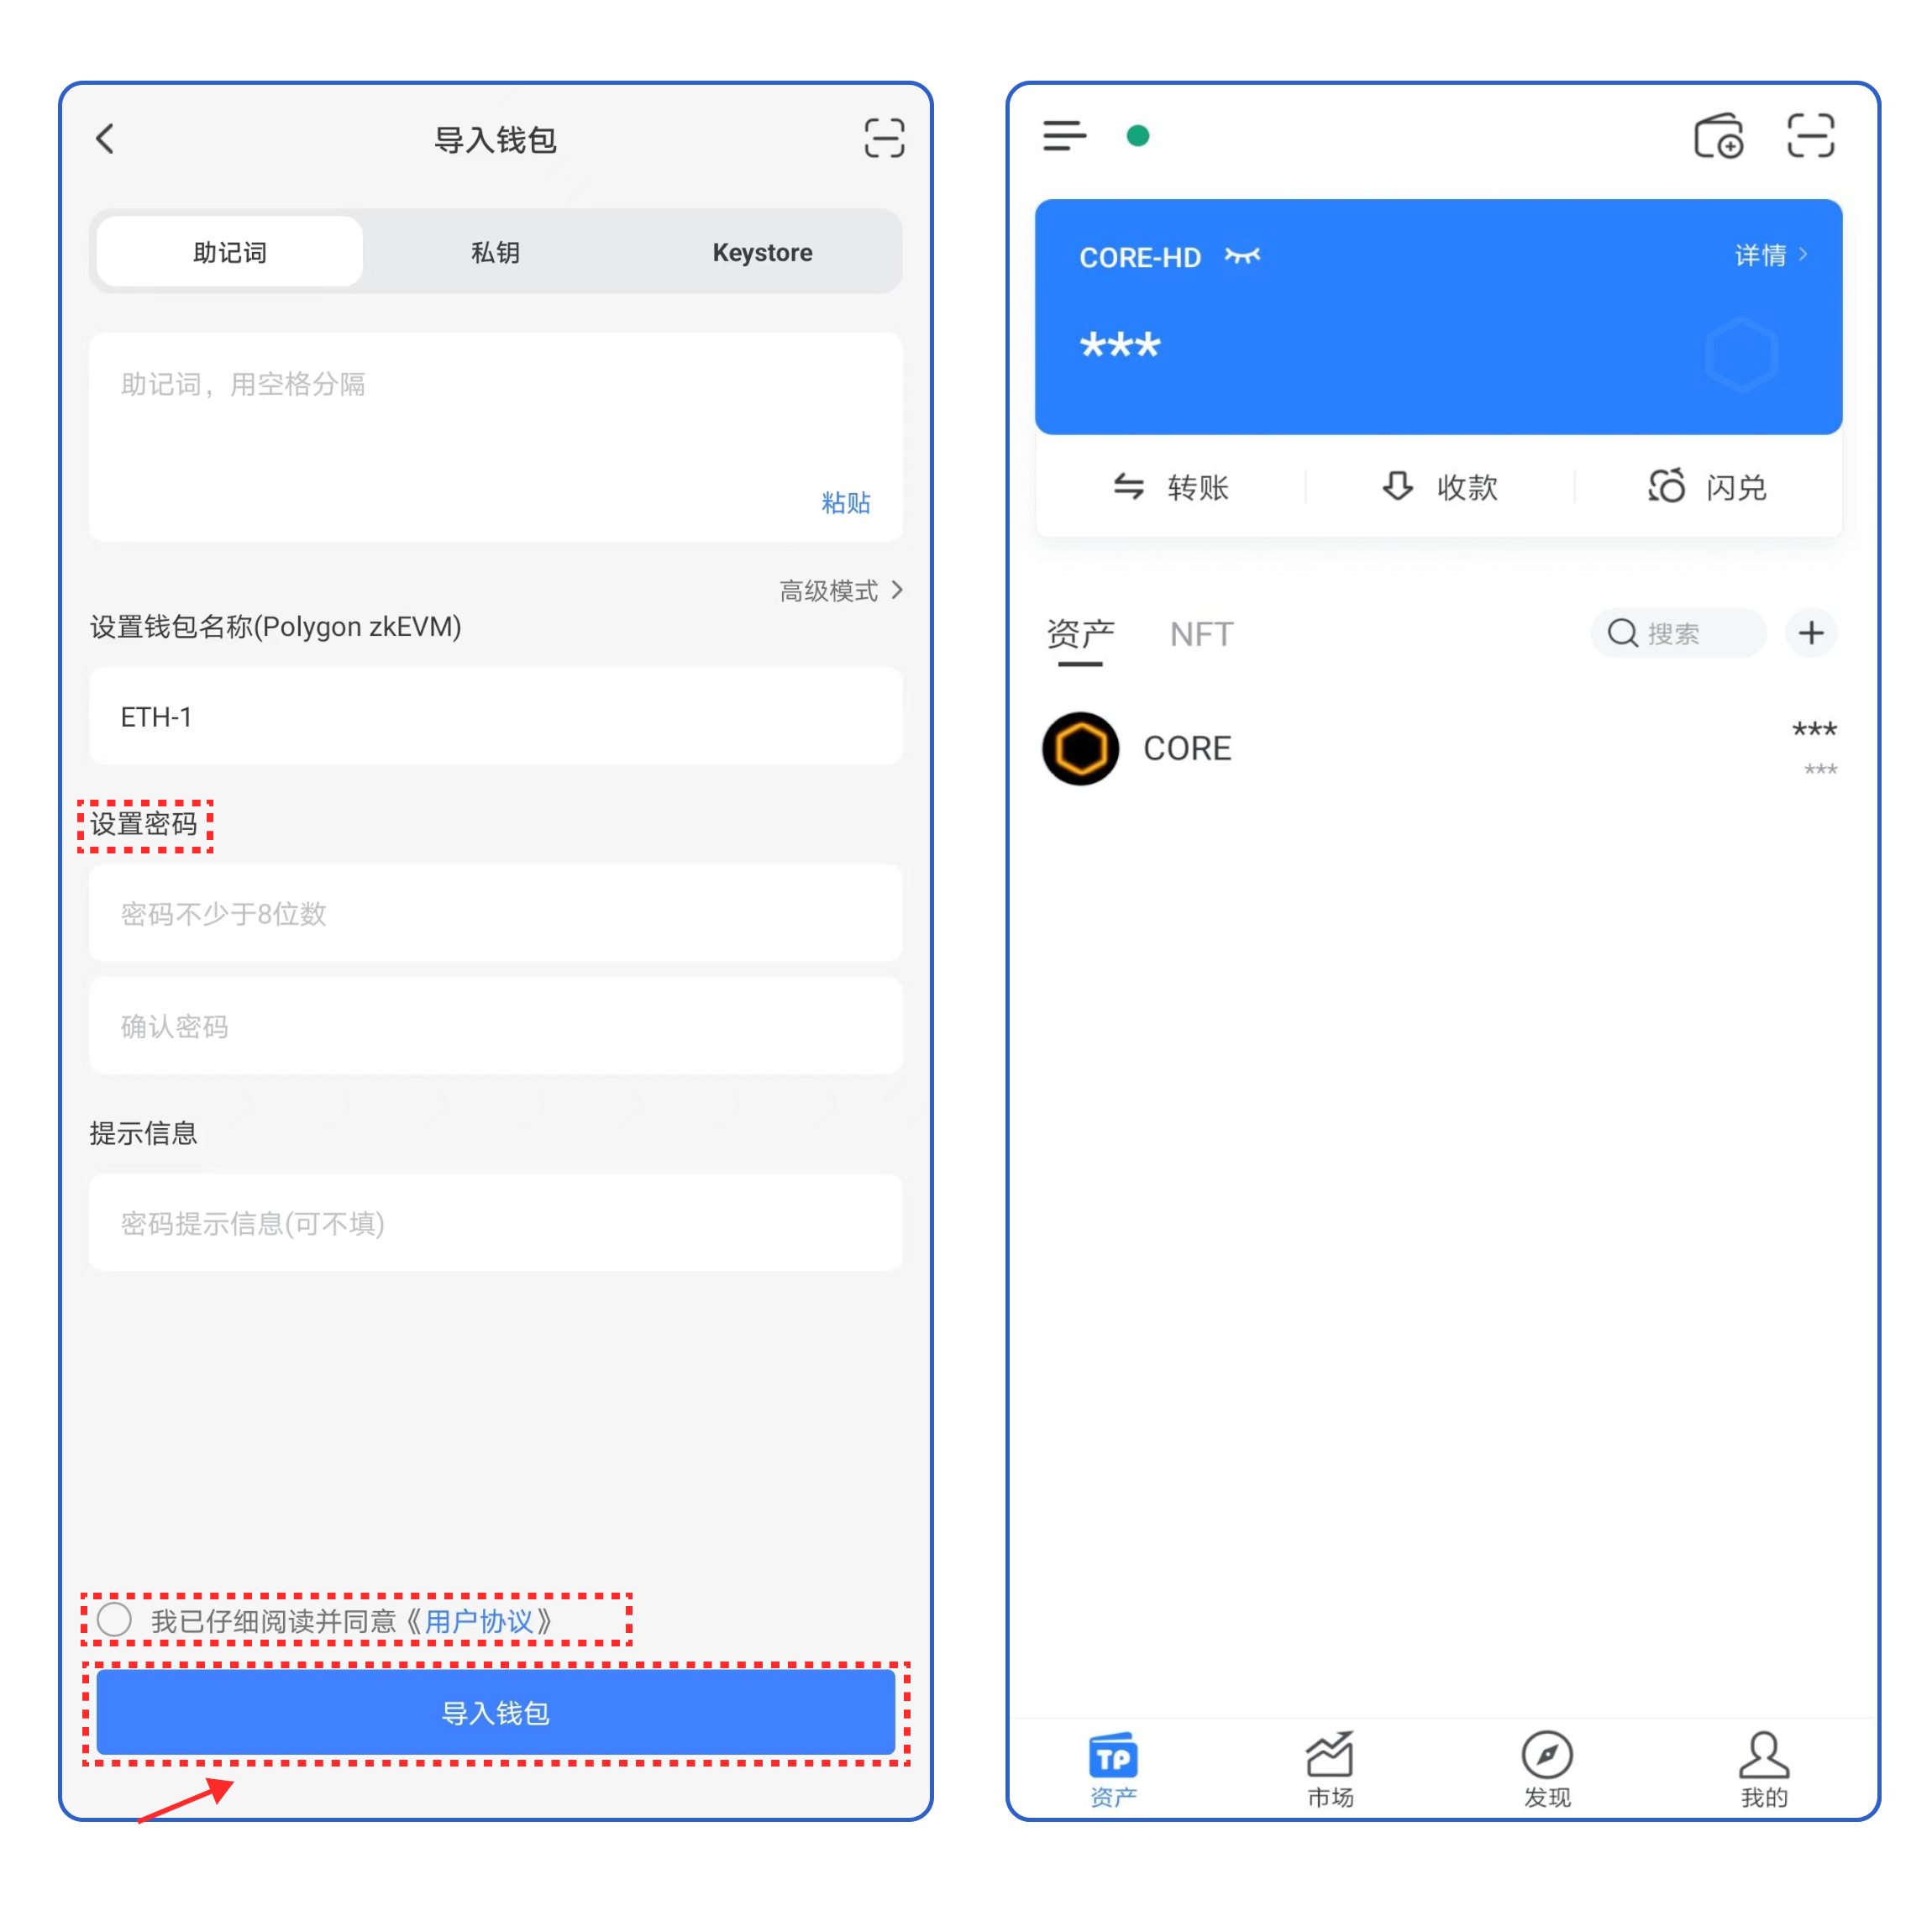 导入钱包
助记词 私钥 Keystore
助记词，用空格分隔
粘贴
高级模式
设置钱包名称(Polygon zkEVM)
ETH-1
设置密码
密码不少于8位数
确认密码
提示信息
密码提示信息(可不填)
我已仔细阅读并同意《用户协议》
导入钱包
CORE-HD 详情
***
转账 收款 闪兑
资产 NFT 搜索
CORE ***
***
TP
资产 市场 发现 我的